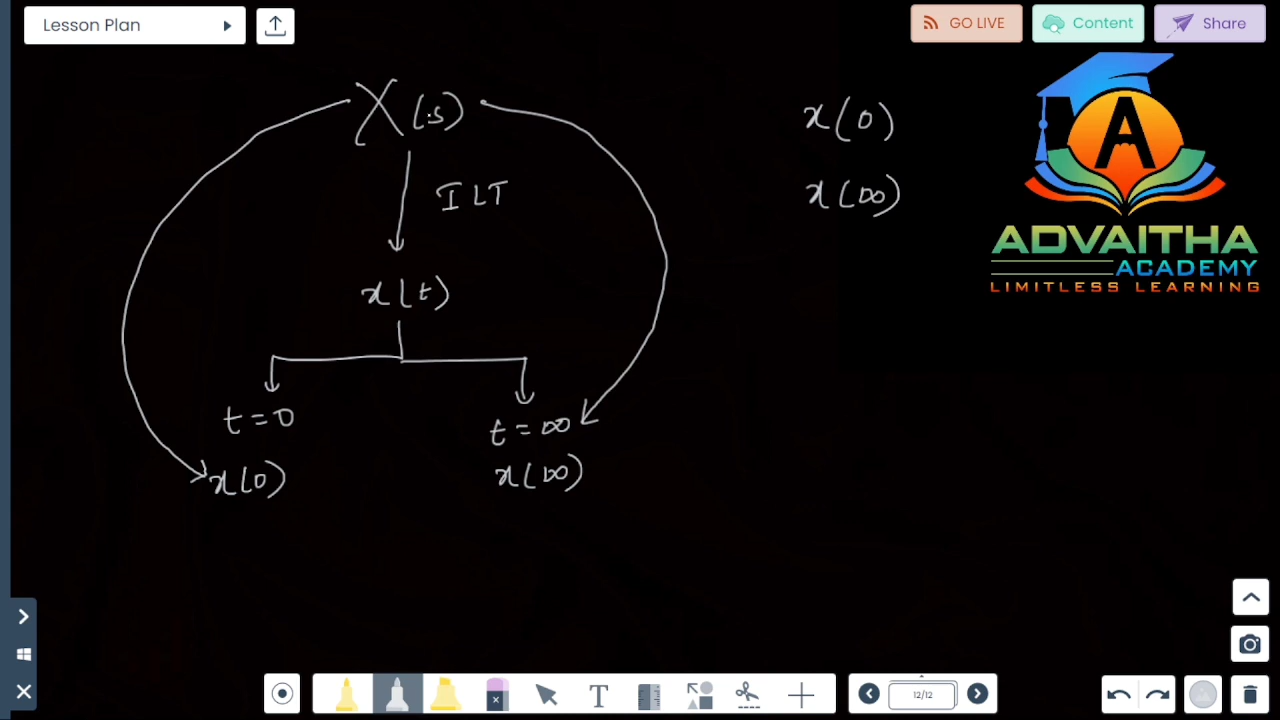 Lesson Plan
GO LIVE
Content
Share
X(s)
x(0)
ILT
x(∞)
A
ADVAITHA
ACADEMY
LIMITLESS LEARNING
x(t)
t=0
t=∞
x(0)
x(∞)
T
12/12